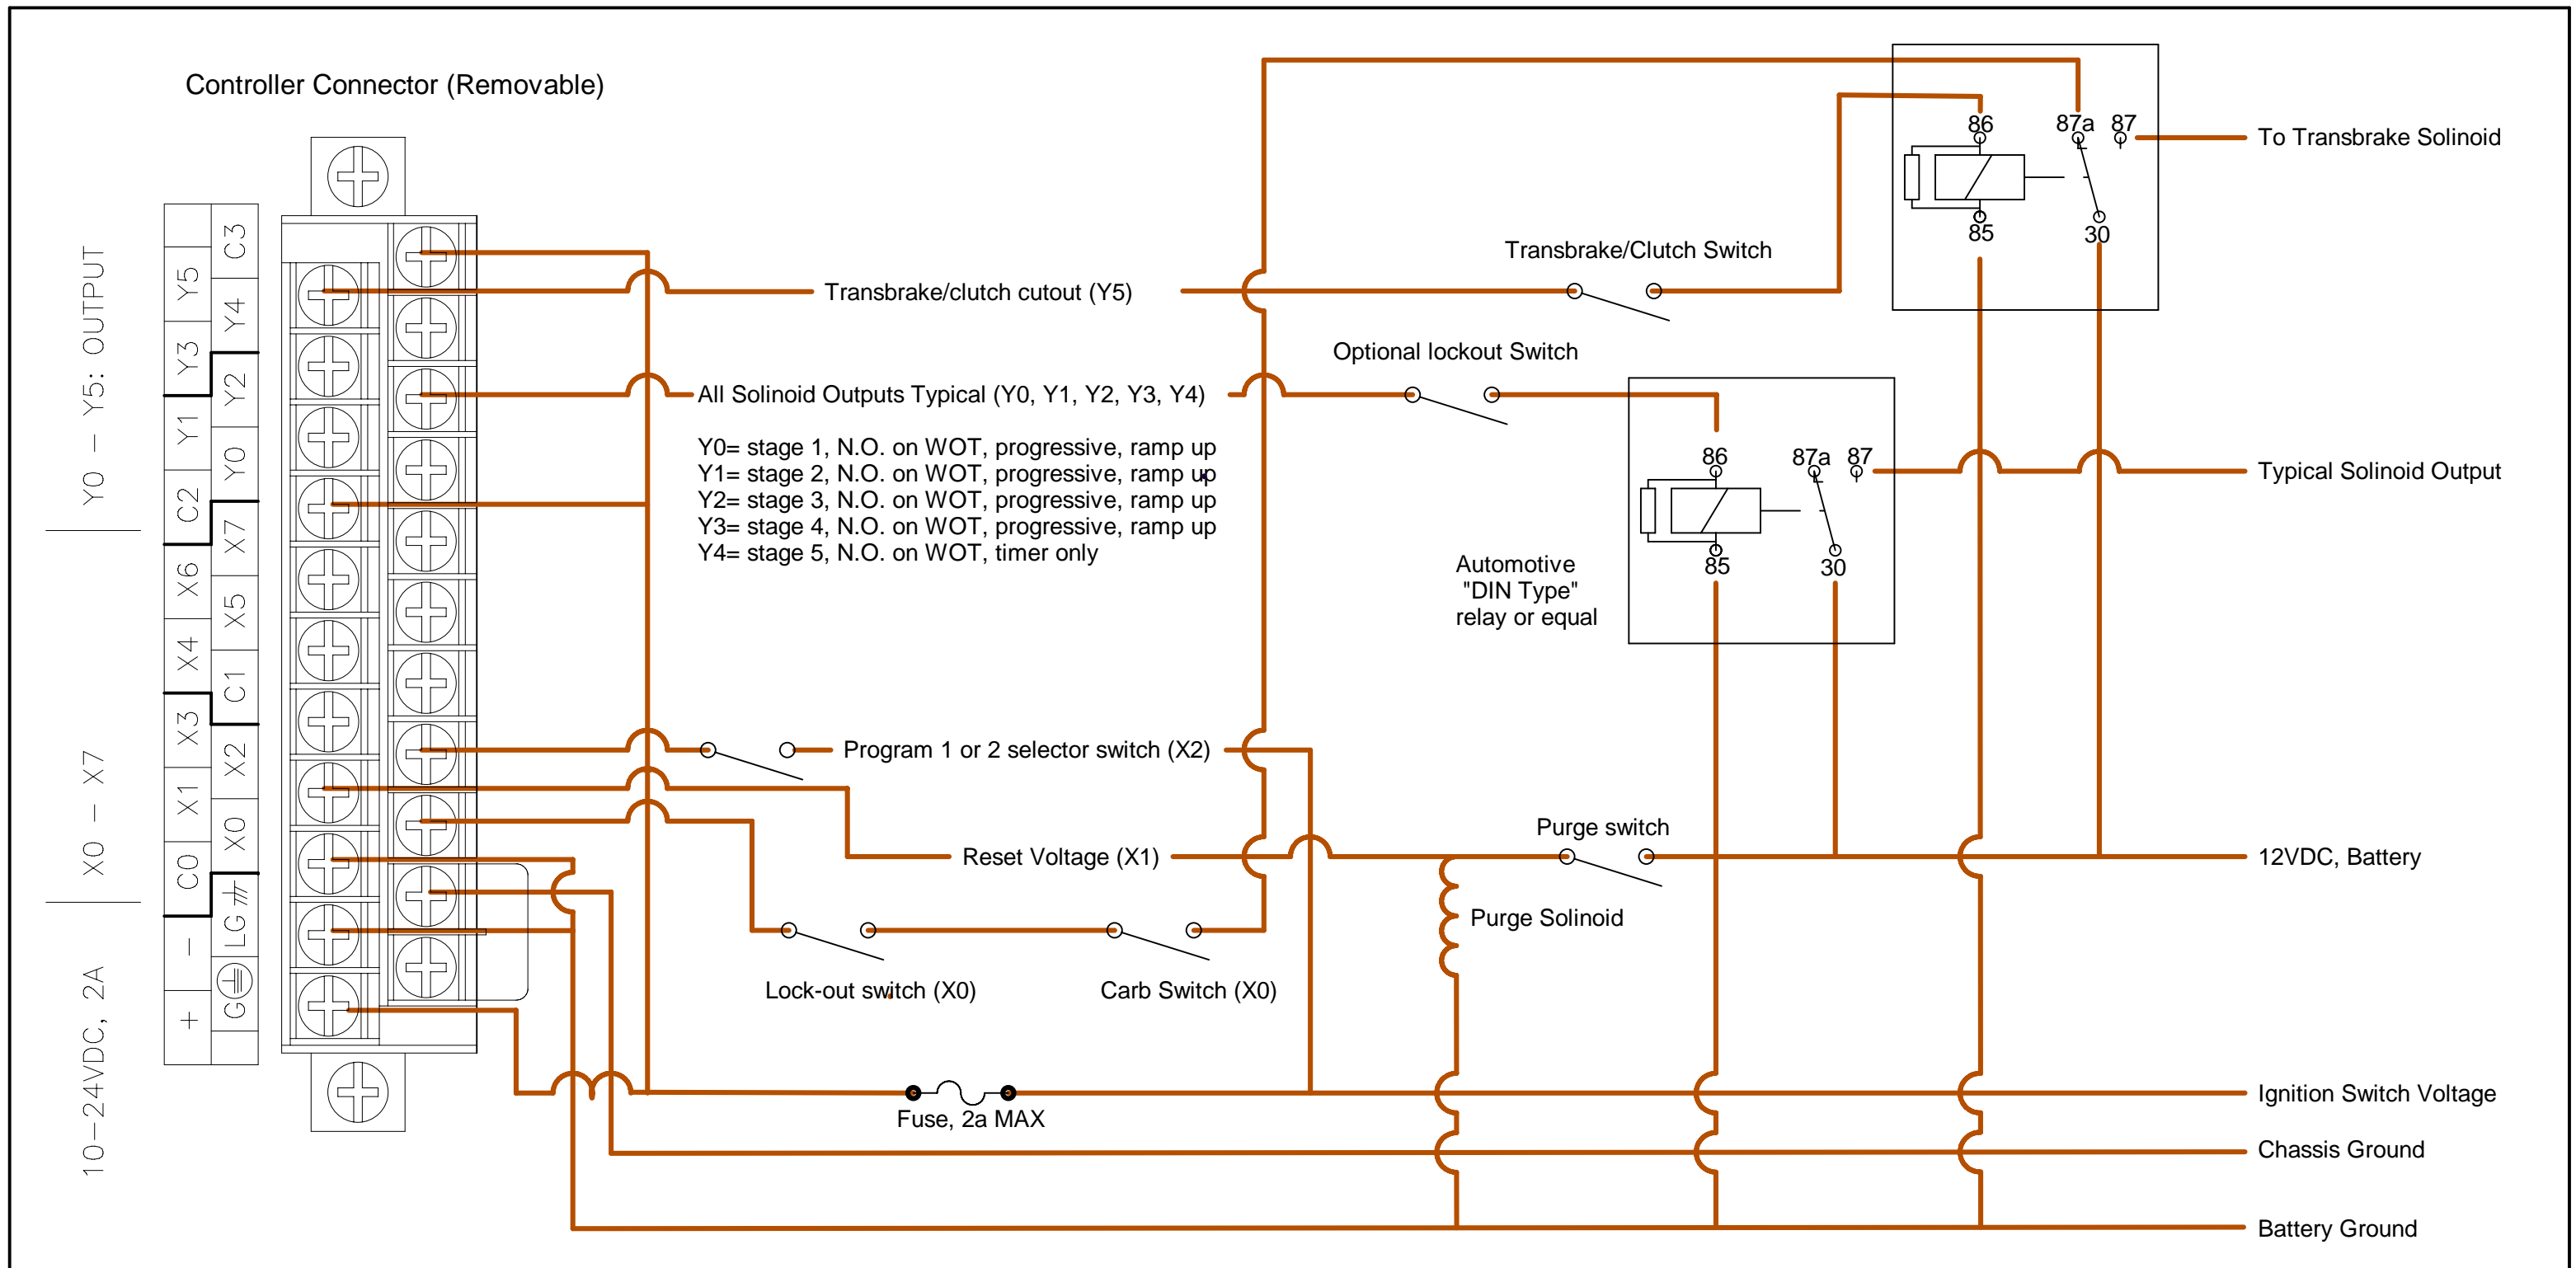 Controller Connector (Removable)
Y0 - Y5: OUTPUT
X0 - X7
10-24VDC, 2A
C3
Y5
Y4
Y3
Y2
Y1
Y0
C2
X7
X6
X5
X4
C1
X3
X2
X1
X0
C0
LG
-
G
+
Transbrake/clutch cutout (Y5)
Transbrake/Clutch Switch
86
87a
87
85
30
To Transbrake Solinoid
Optional lockout Switch
All Solinoid Outputs Typical (Y0, Y1, Y2, Y3, Y4)
Y0= stage 1, N.O. on WOT, progressive, ramp up
Y1= stage 2, N.O. on WOT, progressive, ramp up
Y2= stage 3, N.O. on WOT, progressive, ramp up
Y3= stage 4, N.O. on WOT, progressive, ramp up
Y4= stage 5, N.O. on WOT, timer only
86
87a
87
85
30
Typical Solinoid Output
Automotive
"DIN Type"
relay or equal
Program 1 or 2 selector switch (X2)
Reset Voltage (X1)
Purge switch
12VDC, Battery
Purge Solinoid
Lock-out switch (X0)
Carb Switch (X0)
Fuse, 2a MAX
Ignition Switch Voltage
Chassis Ground
Battery Ground